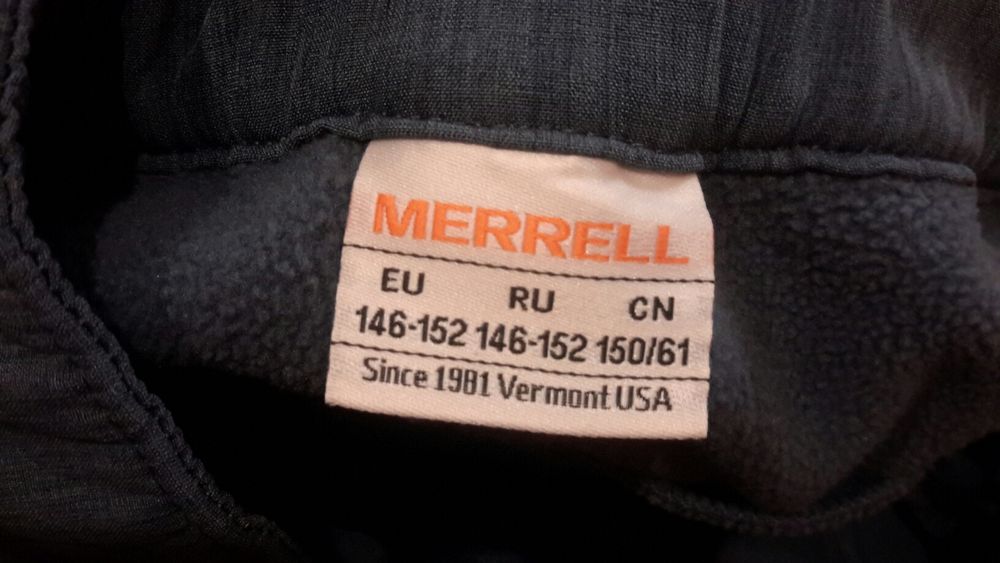 MERRELL
EU RU CN
146-152 146-152 150/61
Since 1981 Vermont USA